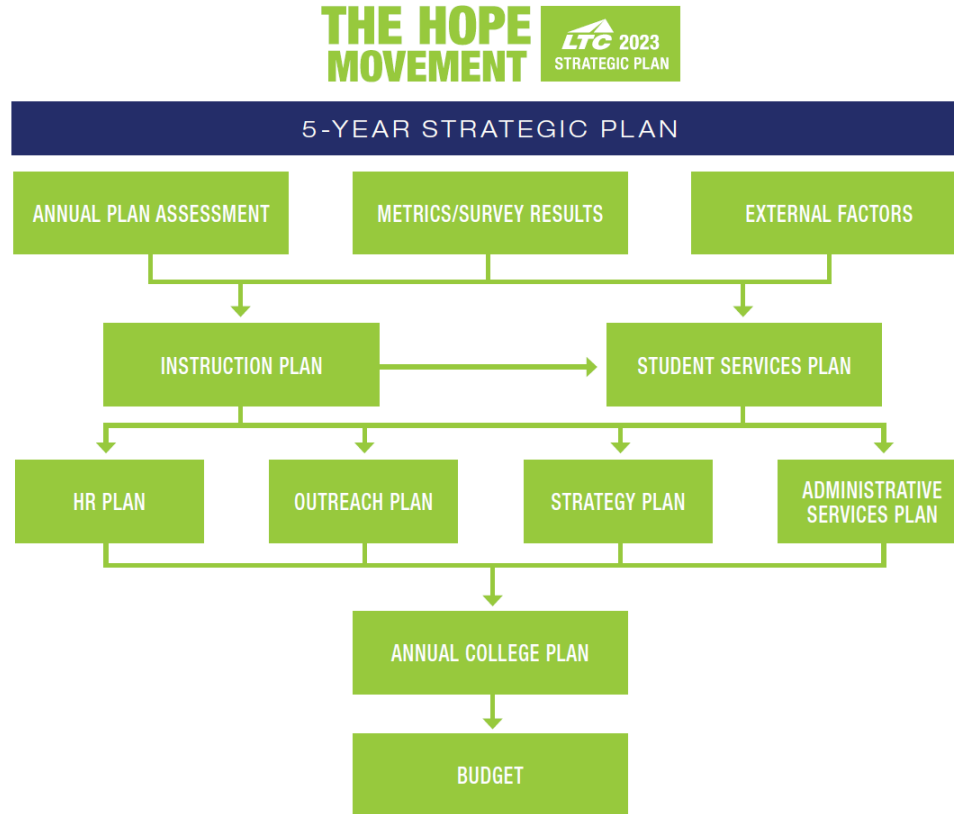 THE HOPE
MOVEMENT
LTC 2023
STRATEGIC PLAN
5-YEAR STRATEGIC PLAN
ANNUAL PLAN ASSESSMENT
METRICS/SURVEY RESULTS
EXTERNAL FACTORS
INSTRUCTION PLAN
STUDENT SERVICES PLAN
HR PLAN
OUTREACH PLAN
STRATEGY PLAN
ADMINISTRATIVE
SERVICES PLAN
ANNUAL COLLEGE PLAN
BUDGET